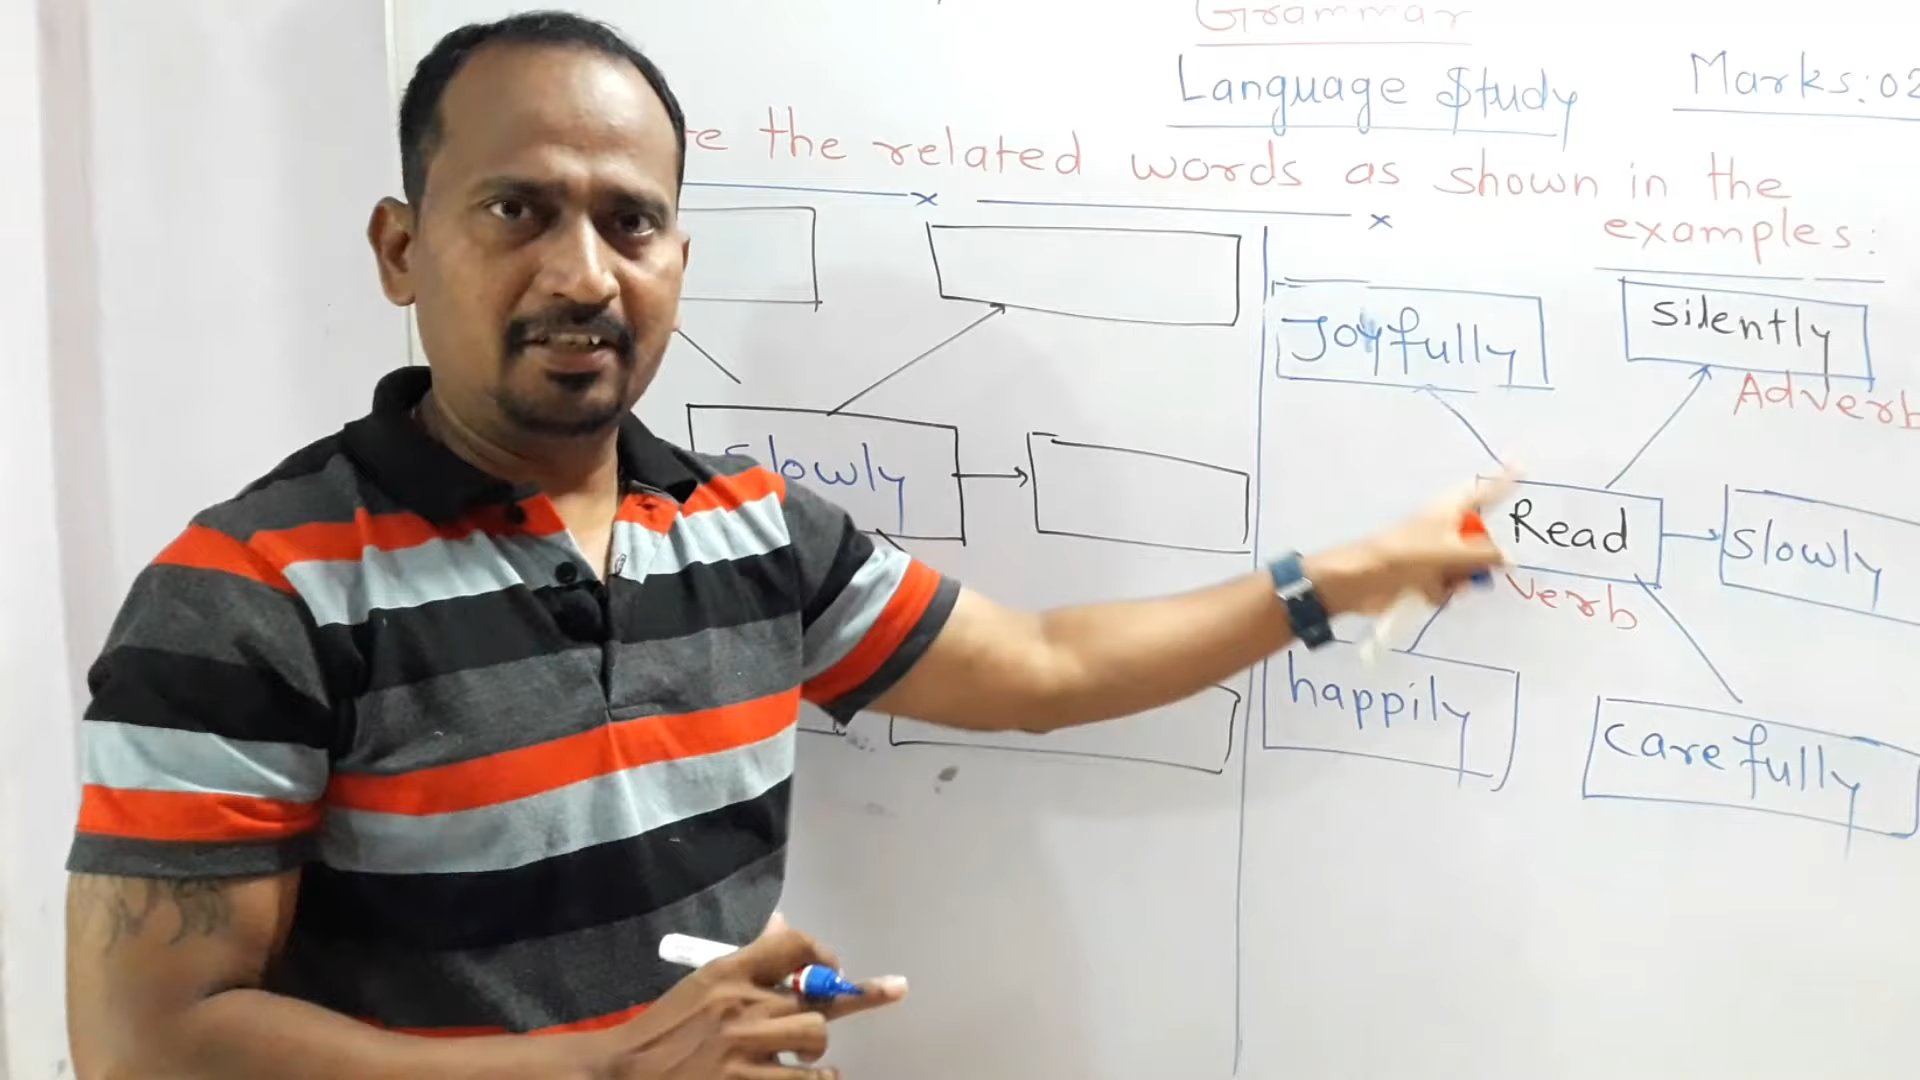 Grammar
Language Study
Marks:02
the related words as shown in the
examples:
Joyfully
silently
Adverb
Slowly
Read
Slowly
Verb
happily
Carefully